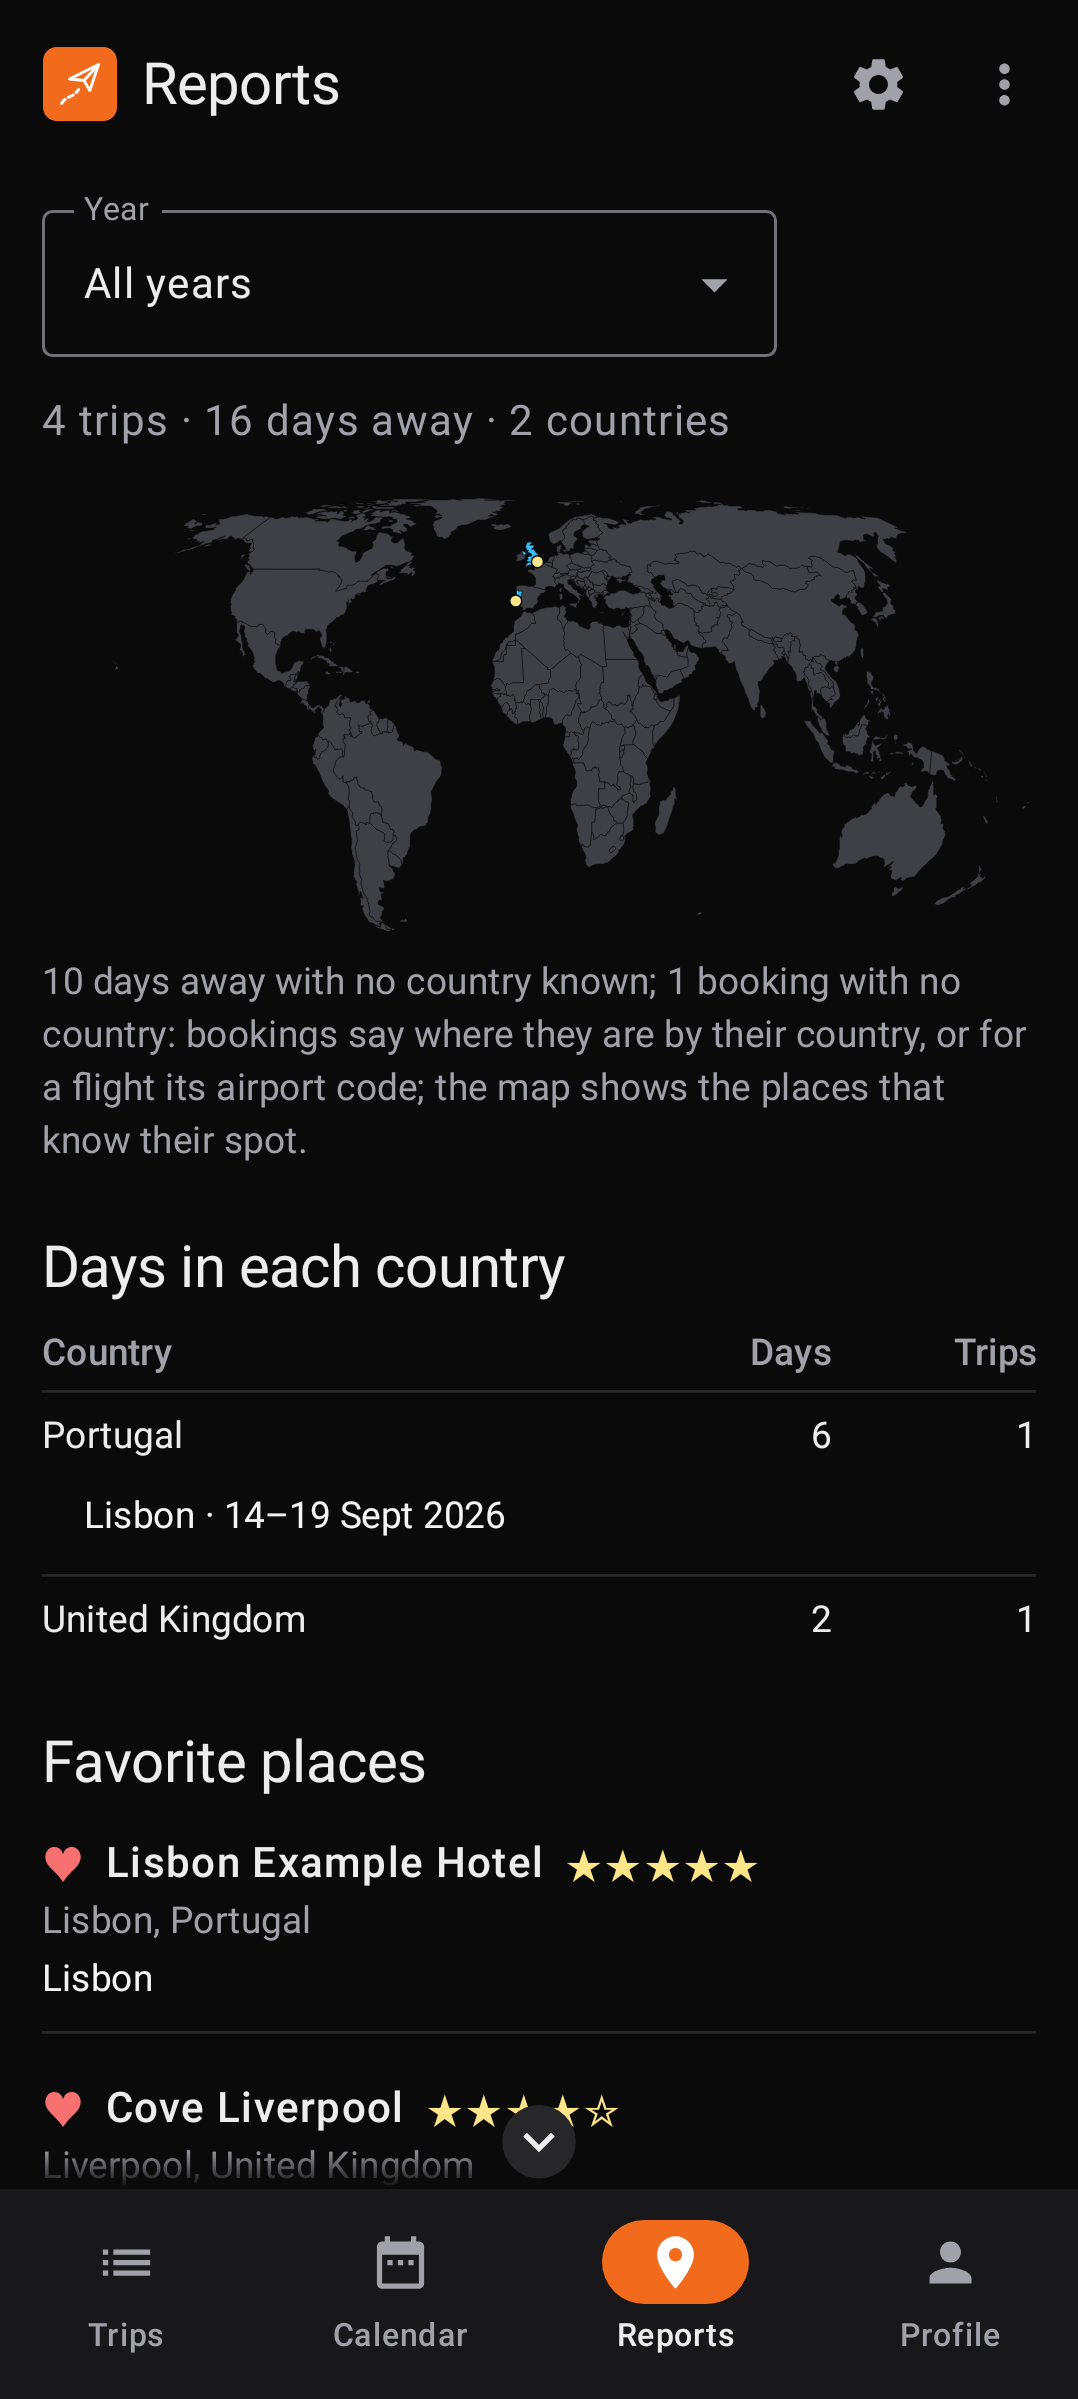 Reports
Year
All years
4 trips · 16 days away · 2 countries
10 days away with no country known; 1 booking with no
country: bookings say where they are by their country, or for
a flight its airport code; the map shows the places that
know their spot.
Days in each country
Country Days Trips
Portugal 6 1
Lisbon · 14–19 Sept 2026
United Kingdom 2 1
Favorite places
♥ Lisbon Example Hotel ★★★★★
Lisbon, Portugal
Lisbon
♥ Cove Liverpool ★★★★☆
Liverpool, United Kingdom
Trips Calendar Reports Profile